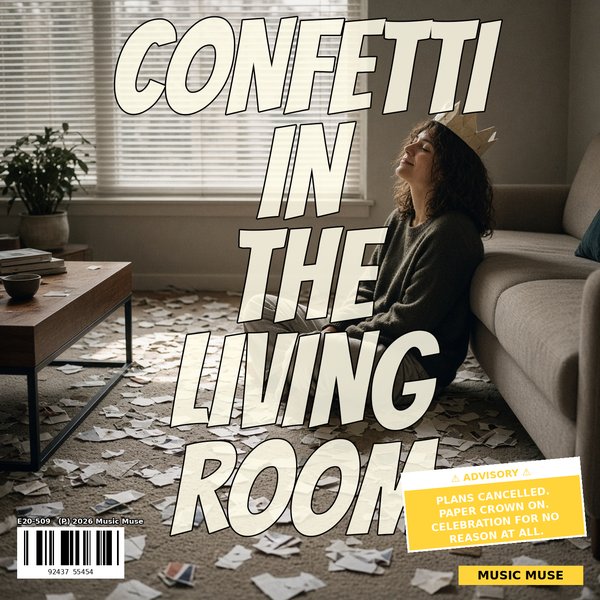 CONFETTI
IN
THE
LIVING
ROOM
⚠ ADVISORY ⚠
PLANS CANCELLED.
PAPER CROWN ON.
CELEBRATION FOR NO
REASON AT ALL.
E20-509 (P) 2026 Music Muse
92437 55454
MUSIC MUSE